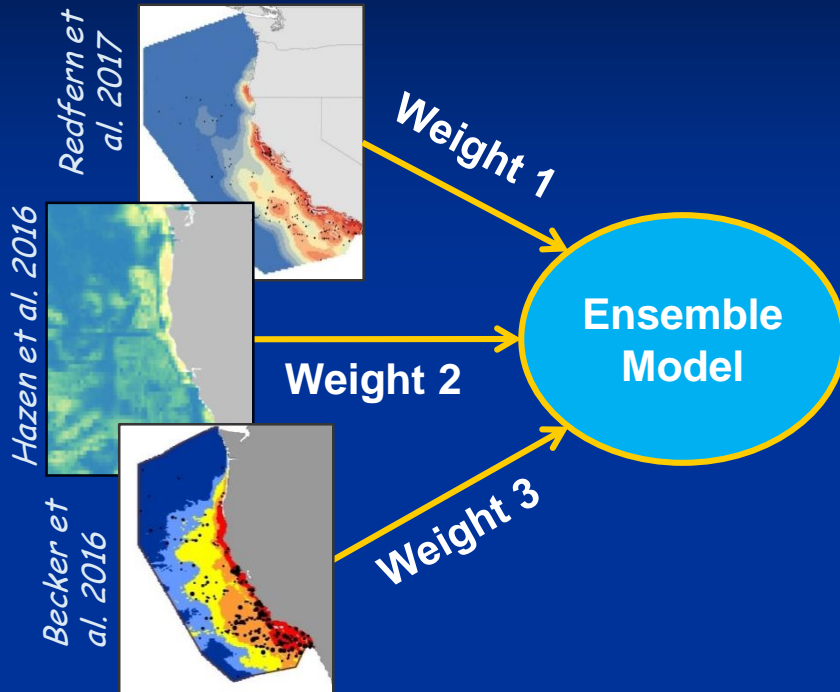 Redfern et
al. 2017
Weight 1
Hazen et al. 2016
Weight 2
Ensemble
Model
Becker et
al. 2016
Weight 3